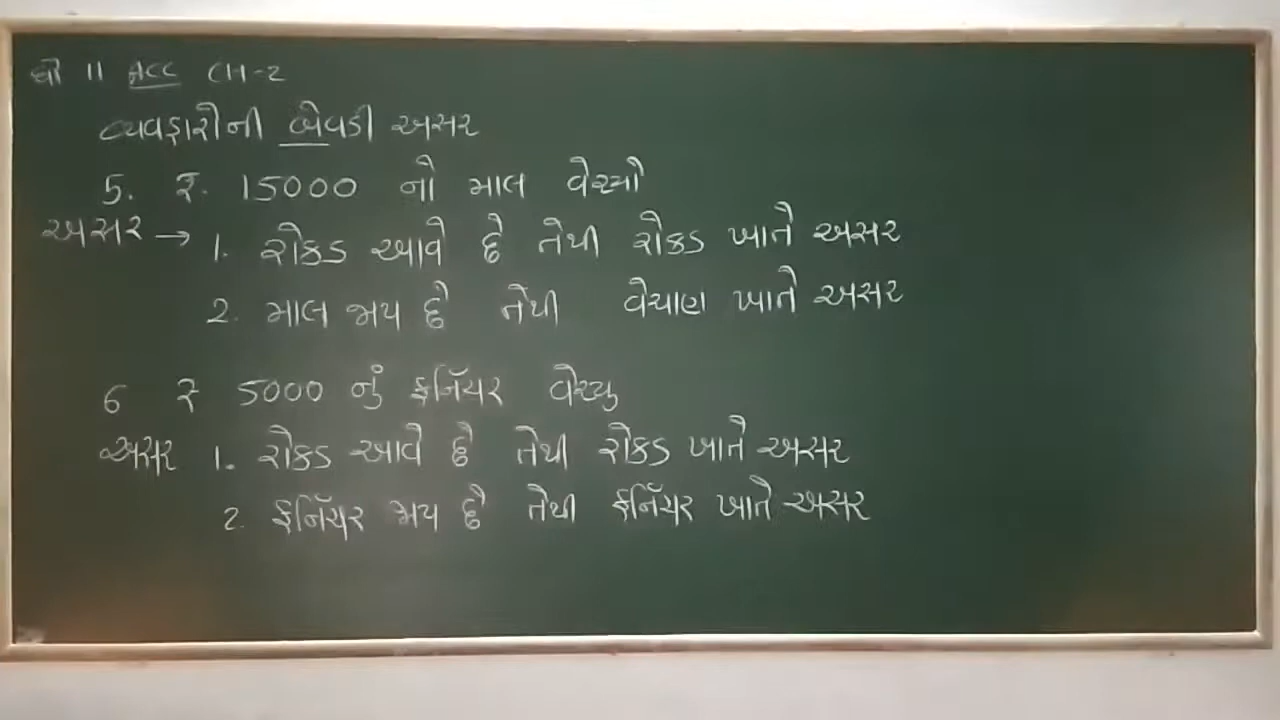 ધો 11 ACC CH-2
વ્યવહારોની બેવડી અસર
5. ₹. 15000 નો માલ વેચ્યો
અસર → 1. રોકડ આવે છે તેથી રોકડ ખાતે અસર
2. માલ જાય છે તેથી વેચાણ ખાતે અસર
6 ₹ 5000 નું ફર્નિચર વેચ્યુ
અસર 1. રોકડ આવે છે તેથી રોકડ ખાતે અસર
2. ફર્નિચર જાય છે તેથી ફર્નિચર ખાતે અસર